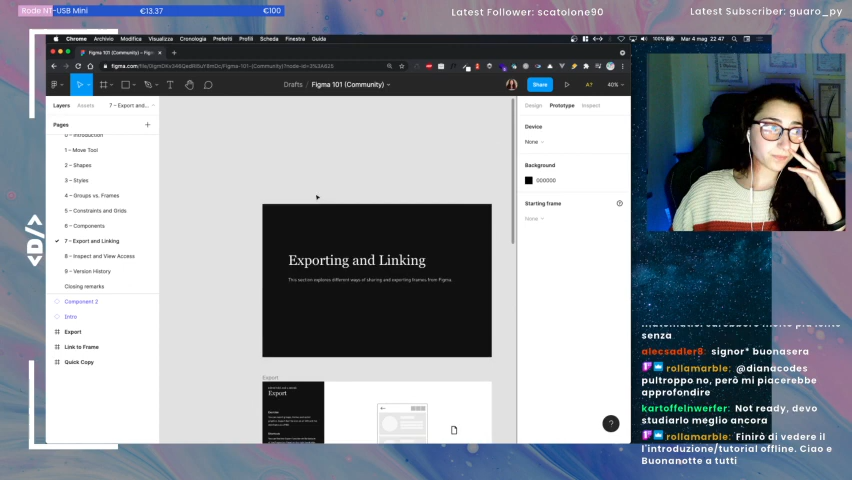 Rode NT-USB Mini €13.37 €100
Latest Follower: scatolone90
Latest Subscriber: guaro_py
Chrome Archivio Modifica Visualizza Cronologia Preferiti Profili Scheda Finestra Guida
100% Mar 4 mag 22 47
Figma 101 (Community) – Fig
Drafts / Figma 101 (Community)
Share
A?
40%
Layers Assets 7 – Export and...
Design Prototype Inspect
Pages
0 – Introduction
1 – Move Tool
2 – Shapes
3 – Styles
4 – Groups vs. Frames
5 – Constraints and Grids
6 – Components
7 – Export and Linking
8 – Inspect and View Access
9 – Version History
Closing remarks
Component 2
Intro
Export
Link to Frame
Quick Copy
Exporting and Linking
This section explores different ways of sharing and exporting frames from Figma.
Export
Export
Device
None
Background
000000
Starting frame
None
?
<D/>
senza
alecsadler8: signor* buonasera
rollamarble: @dianacodes
pultroppo no, però mi piacerebbe
approfondire
kartoffelnwerfer: Not ready, devo
studiarlo meglio ancora
rollamarble: Finirò di vedere il
l'introduzione/tutorial offline. Ciao e
Buonanotte a tutti